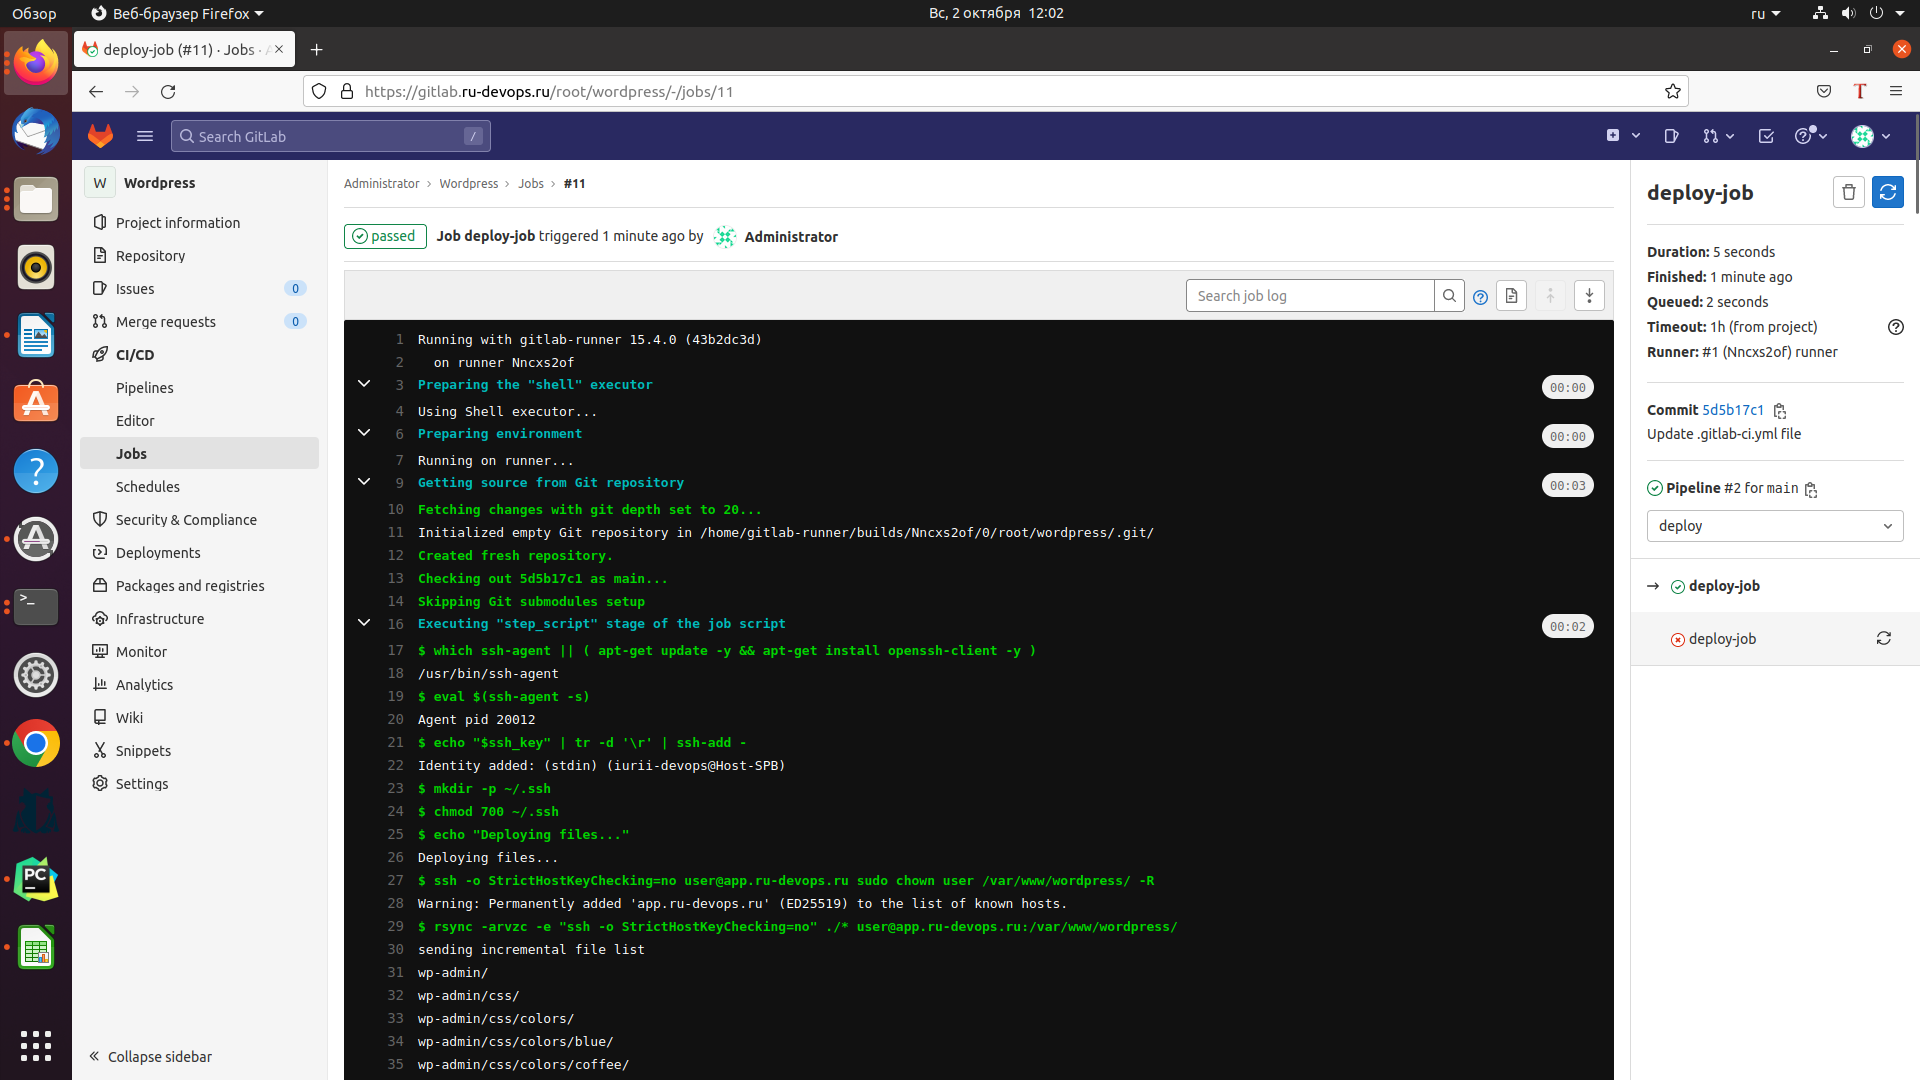 Обзор
Веб-браузер Firefox
Вс, 2 октября 12:02
ru
deploy-job (#11) · Jobs ·
https://gitlab.ru-devops.ru/root/wordpress/-/jobs/11
T
Search GitLab
/
W
Wordpress
Project information
Repository
Issues
0
Merge requests
0
CI/CD
Pipelines
Editor
Jobs
Schedules
Security & Compliance
Deployments
Packages and registries
Infrastructure
Monitor
Analytics
Wiki
Snippets
Settings
Collapse sidebar
Administrator › Wordpress › Jobs › #11
passed
Job deploy-job triggered 1 minute ago by Administrator
Search job log
1 Running with gitlab-runner 15.4.0 (43b2dc3d)
2 on runner Nncxs2of
3 Preparing the "shell" executor
00:00
4 Using Shell executor...
6 Preparing environment
00:00
7 Running on runner...
9 Getting source from Git repository
00:03
10 Fetching changes with git depth set to 20...
11 Initialized empty Git repository in /home/gitlab-runner/builds/Nncxs2of/0/root/wordpress/.git/
12 Created fresh repository.
13 Checking out 5d5b17c1 as main...
14 Skipping Git submodules setup
16 Executing "step_script" stage of the job script
00:02
17 $ which ssh-agent || ( apt-get update -y && apt-get install openssh-client -y )
18 /usr/bin/ssh-agent
19 $ eval $(ssh-agent -s)
20 Agent pid 20012
21 $ echo "$ssh_key" | tr -d '\r' | ssh-add -
22 Identity added: (stdin) (iurii-devops@Host-SPB)
23 $ mkdir -p ~/.ssh
24 $ chmod 700 ~/.ssh
25 $ echo "Deploying files..."
26 Deploying files...
27 $ ssh -o StrictHostKeyChecking=no user@app.ru-devops.ru sudo chown user /var/www/wordpress/ -R
28 Warning: Permanently added 'app.ru-devops.ru' (ED25519) to the list of known hosts.
29 $ rsync -arvzc -e "ssh -o StrictHostKeyChecking=no" ./* user@app.ru-devops.ru:/var/www/wordpress/
30 sending incremental file list
31 wp-admin/
32 wp-admin/css/
33 wp-admin/css/colors/
34 wp-admin/css/colors/blue/
35 wp-admin/css/colors/coffee/
deploy-job
Duration: 5 seconds
Finished: 1 minute ago
Queued: 2 seconds
Timeout: 1h (from project)
Runner: #1 (Nncxs2of) runner
Commit 5d5b17c1
Update .gitlab-ci.yml file
Pipeline #2 for main
deploy
→ deploy-job
deploy-job
>_
PC